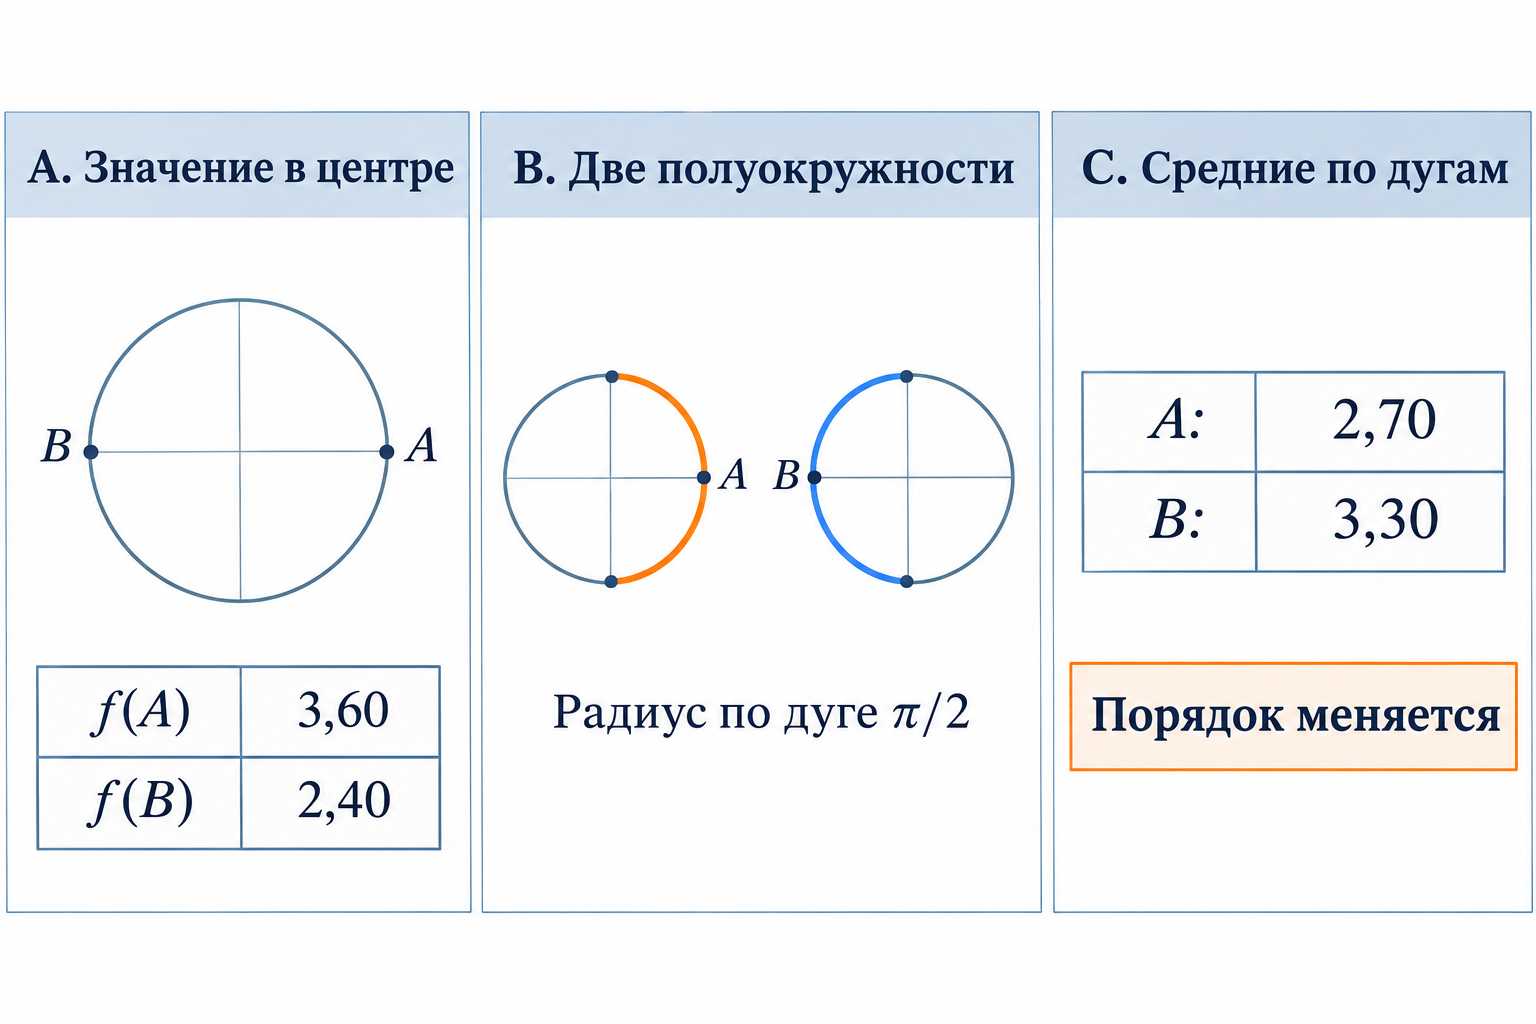 A. Значение в центре
B
A
f(A) 3,60
f(B) 2,40
B. Две полуокружности
A
B
Радиус по дуге π/2
C. Средние по дугам
A: 2,70
B: 3,30
Порядок меняется